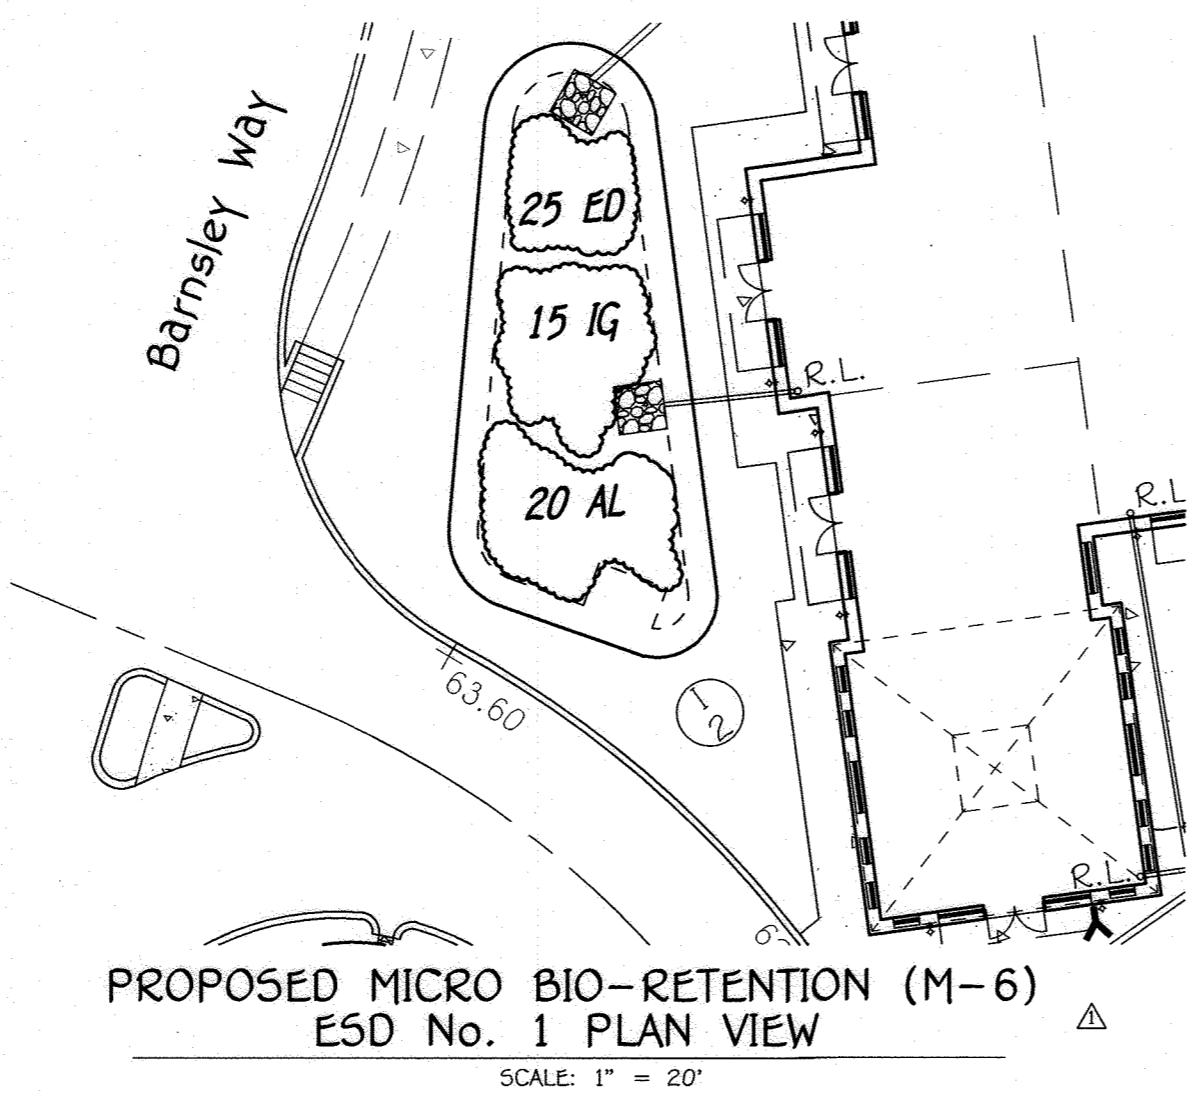 Barnsley Way
25 ED
15 IG
R.L.
20 AL
R.L
63.60
1
2
R.L.
PROPOSED MICRO BIO-RETENTION (M-6)
ESD No. 1 PLAN VIEW
1
SCALE: 1" = 20'